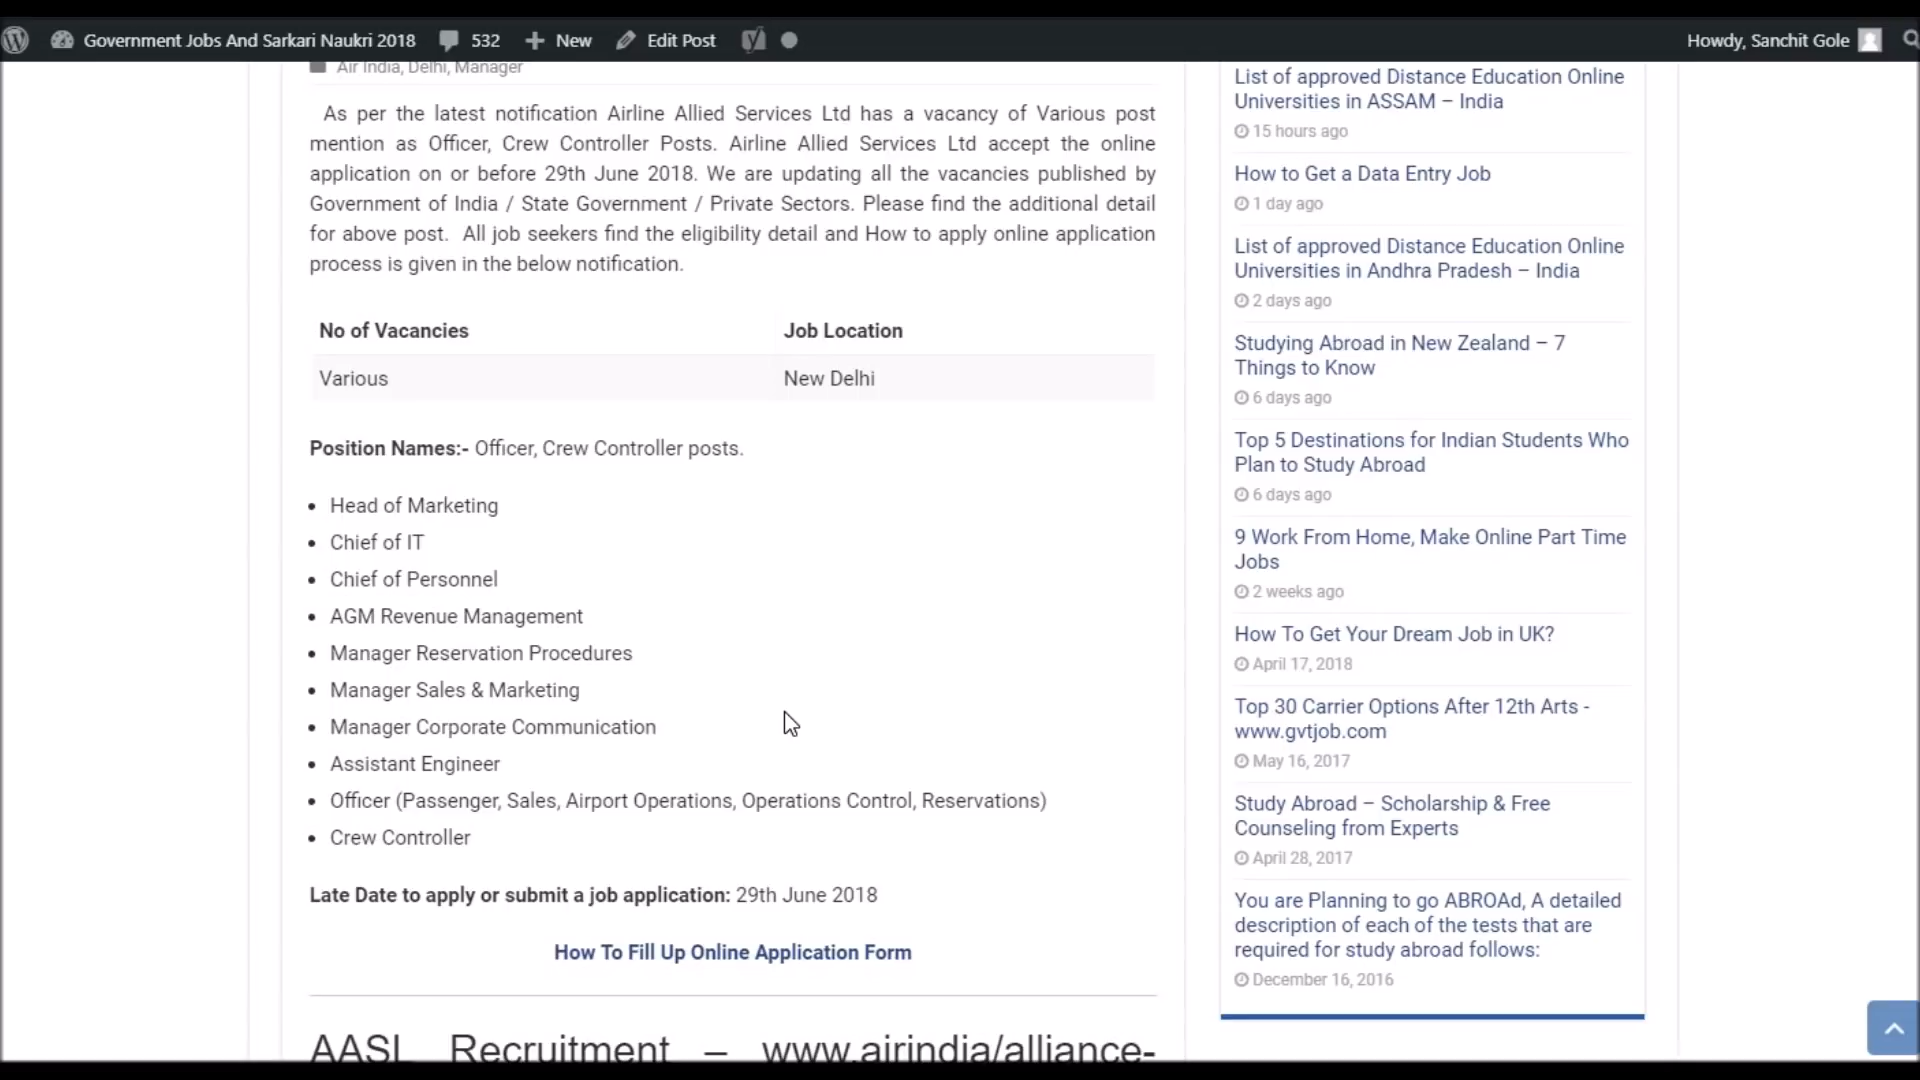 Government Jobs And Sarkari Naukri 2018 532 New Edit Post Howdy, Sanchit Gole
Air India, Delhi, Manager
As per the latest notification Airline Allied Services Ltd has a vacancy of Various post
mention as Officer, Crew Controller Posts. Airline Allied Services Ltd accept the online
application on or before 29th June 2018. We are updating all the vacancies published by
Government of India / State Government / Private Sectors. Please find the additional detail
for above post. All job seekers find the eligibility detail and How to apply online application
process is given in the below notification.
No of Vacancies Job Location
Various New Delhi
Position Names:- Officer, Crew Controller posts.
• Head of Marketing
• Chief of IT
• Chief of Personnel
• AGM Revenue Management
• Manager Reservation Procedures
• Manager Sales & Marketing
• Manager Corporate Communication
• Assistant Engineer
• Officer (Passenger, Sales, Airport Operations, Operations Control, Reservations)
• Crew Controller
Late Date to apply or submit a job application: 29th June 2018
How To Fill Up Online Application Form
AASL Recruitment – www.airindia/alliance-
List of approved Distance Education Online
Universities in ASSAM – India
15 hours ago
How to Get a Data Entry Job
1 day ago
List of approved Distance Education Online
Universities in Andhra Pradesh – India
2 days ago
Studying Abroad in New Zealand – 7
Things to Know
6 days ago
Top 5 Destinations for Indian Students Who
Plan to Study Abroad
6 days ago
9 Work From Home, Make Online Part Time
Jobs
2 weeks ago
How To Get Your Dream Job in UK?
April 17, 2018
Top 30 Carrier Options After 12th Arts -
www.gvtjob.com
May 16, 2017
Study Abroad – Scholarship & Free
Counseling from Experts
April 28, 2017
You are Planning to go ABROAd, A detailed
description of each of the tests that are
required for study abroad follows:
December 16, 2016